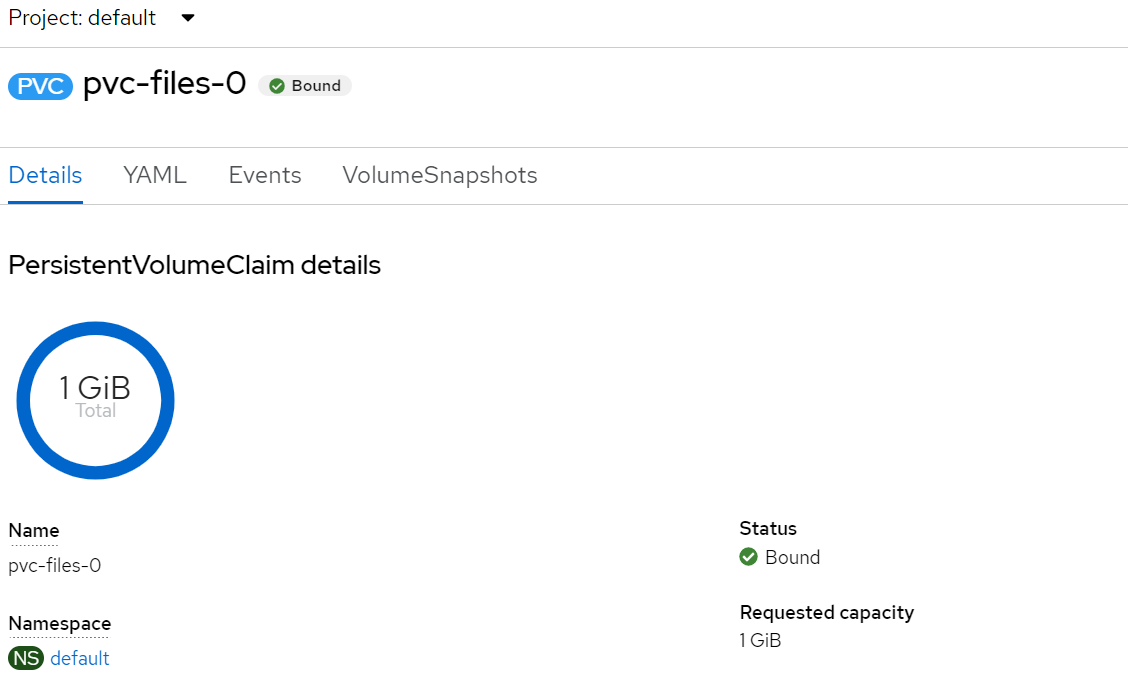 Project: default
PVC pvc-files-0 Bound
Details YAML Events VolumeSnapshots
PersistentVolumeClaim details
1 GiB
Total
Name
pvc-files-0
Namespace
NS default
Status
Bound
Requested capacity
1 GiB